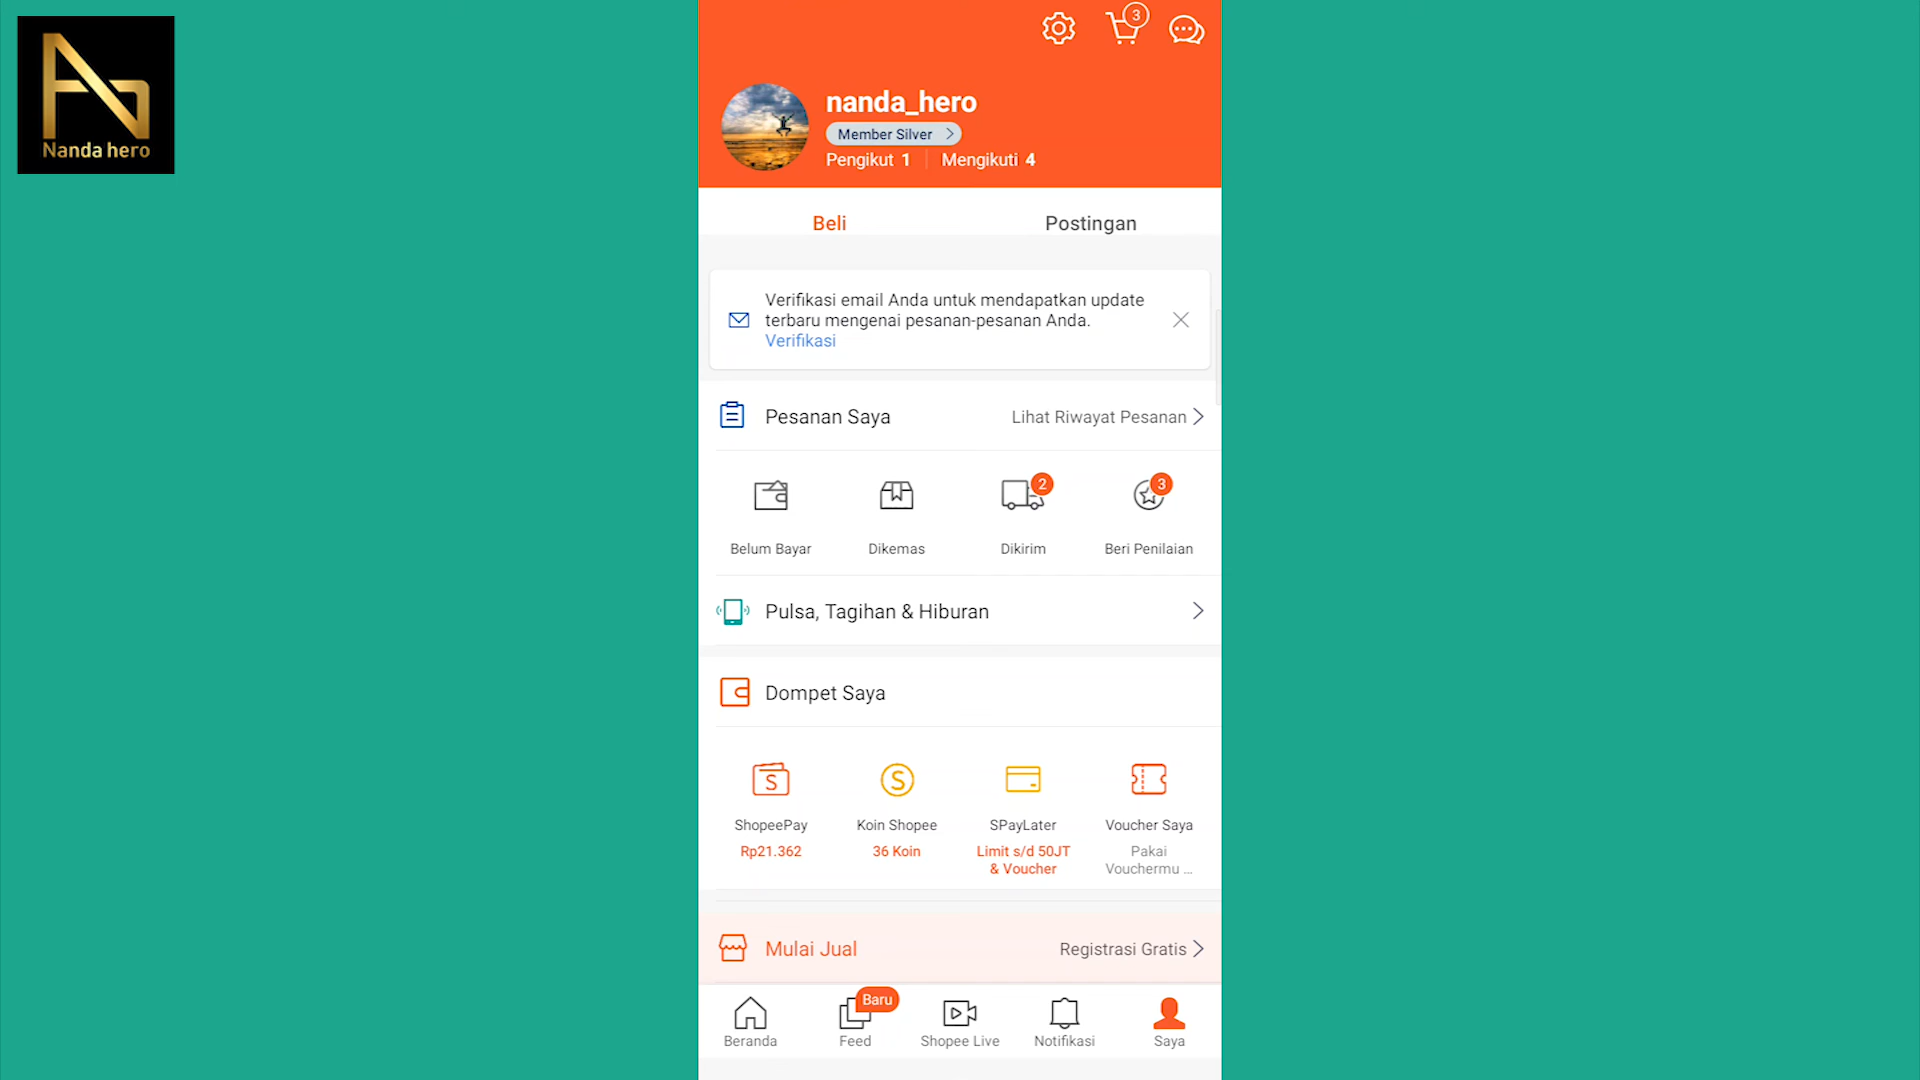 Nanda hero
3
nanda_hero
Member Silver
Pengikut 1 Mengikuti 4
Beli Postingan
Verifikasi email Anda untuk mendapatkan update
terbaru mengenai pesanan-pesanan Anda.
Verifikasi
Pesanan Saya Lihat Riwayat Pesanan
2 3
Belum Bayar Dikemas Dikirim Beri Penilaian
Pulsa, Tagihan & Hiburan
Dompet Saya
ShopeePay Koin Shopee SPayLater Voucher Saya
Rp21.362 36 Koin Limit s/d 50JT Pakai
& Voucher Vouchermu ...
Mulai Jual Registrasi Gratis
Baru
Beranda Feed Shopee Live Notifikasi Saya